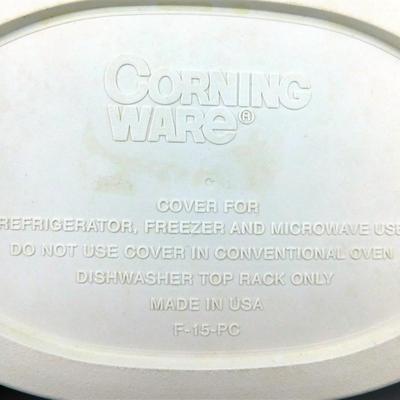 CORNING
WARE®
COVER FOR
REFRIGERATOR, FREEZER AND MICROWAVE USE
DO NOT USE COVER IN CONVENTIONAL OVEN
DISHWASHER TOP RACK ONLY
MADE IN USA
F-15-PC